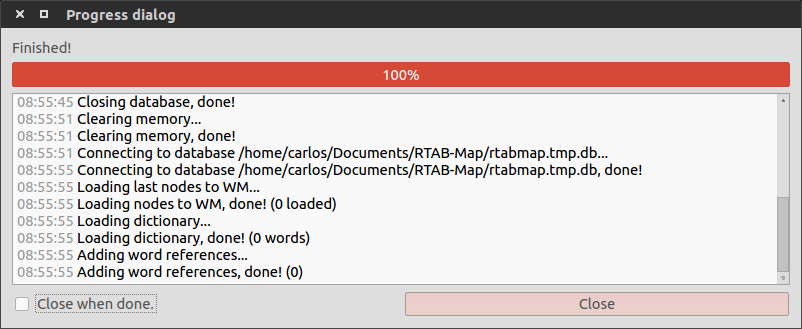 Progress dialog
Finished!
100%
08:55:45 Closing database, done!
08:55:51 Clearing memory...
08:55:51 Clearing memory, done!
08:55:51 Connecting to database /home/carlos/Documents/RTAB-Map/rtabmap.tmp.db...
08:55:55 Connecting to database /home/carlos/Documents/RTAB-Map/rtabmap.tmp.db, done!
08:55:55 Loading last nodes to WM...
08:55:55 Loading nodes to WM, done! (0 loaded)
08:55:55 Loading dictionary...
08:55:55 Loading dictionary, done! (0 words)
08:55:55 Adding word references...
08:55:55 Adding word references, done! (0)
Close when done.
Close